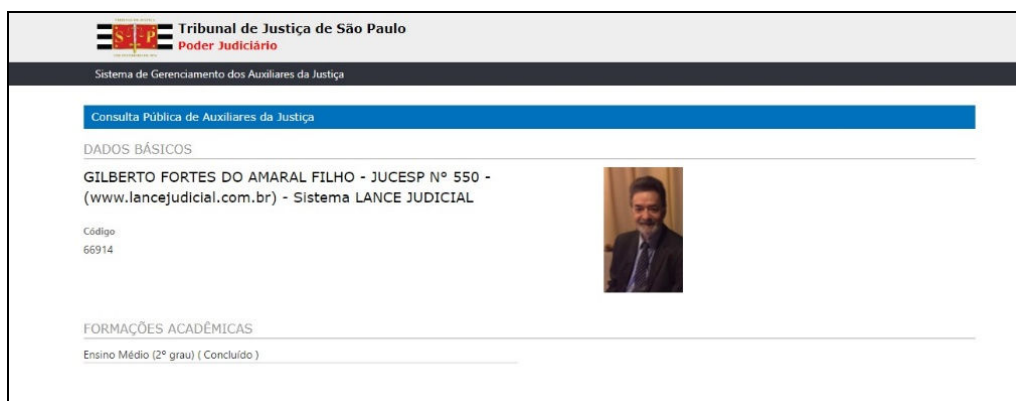 Tribunal de Justiça de São Paulo
Poder Judiciário
Sistema de Gerenciamento dos Auxiliares da Justiça
Consulta Pública de Auxiliares da Justiça
DADOS BÁSICOS
GILBERTO FORTES DO AMARAL FILHO - JUCESP Nº 550 -
(www.lancejudicial.com.br) - Sistema LANCE JUDICIAL
Código
66914
FORMAÇÕES ACADÊMICAS
Ensino Médio (2º grau) ( Concluído )